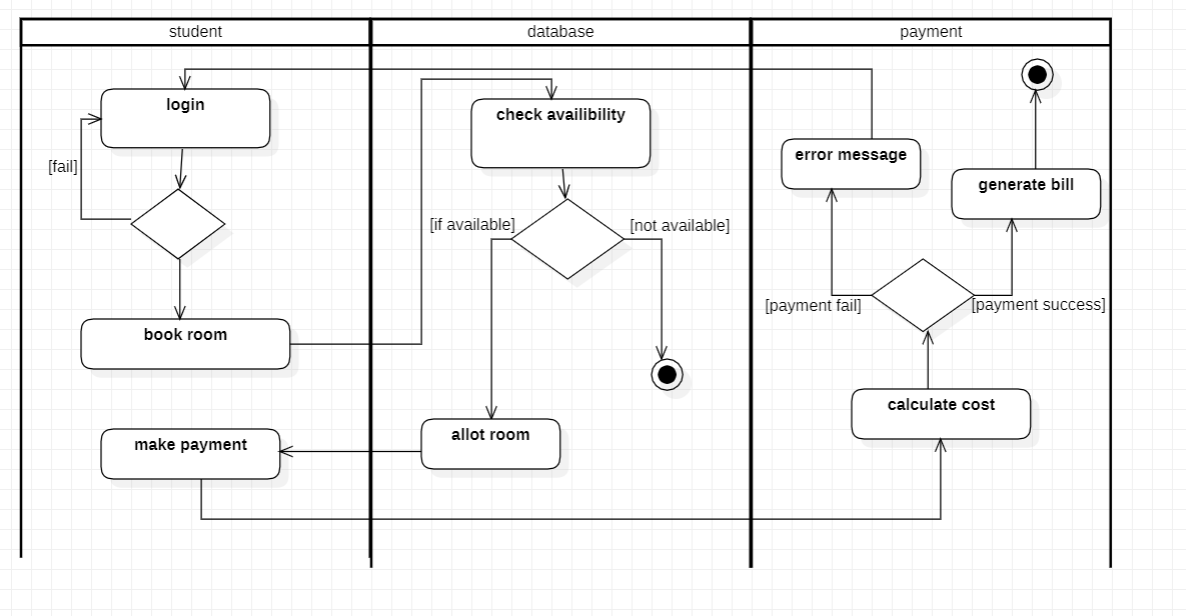 student
database
payment
login
check availibility
error message
[fail]
generate bill
[if available]
[not available]
[payment fail]
[payment success]
book room
calculate cost
allot room
make payment